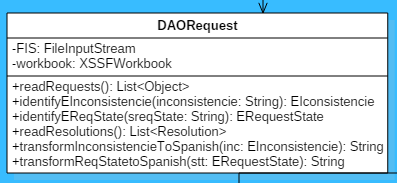 DAORequest
-FIS: FileInputStream
-workbook: XSSFWorkbook
+readRequests(): List<Object>
+identifyEInconsistencie(inconsistencie: String): EIconsistencie
+identifyEReqState(sreqState: String): ERequestState
+readResolutions(): List<Resolution>
+transformInconsistencieToSpanish(inc: EInconsistencie): String
+transformReqStatetoSpanish(stt: ERequestState): String